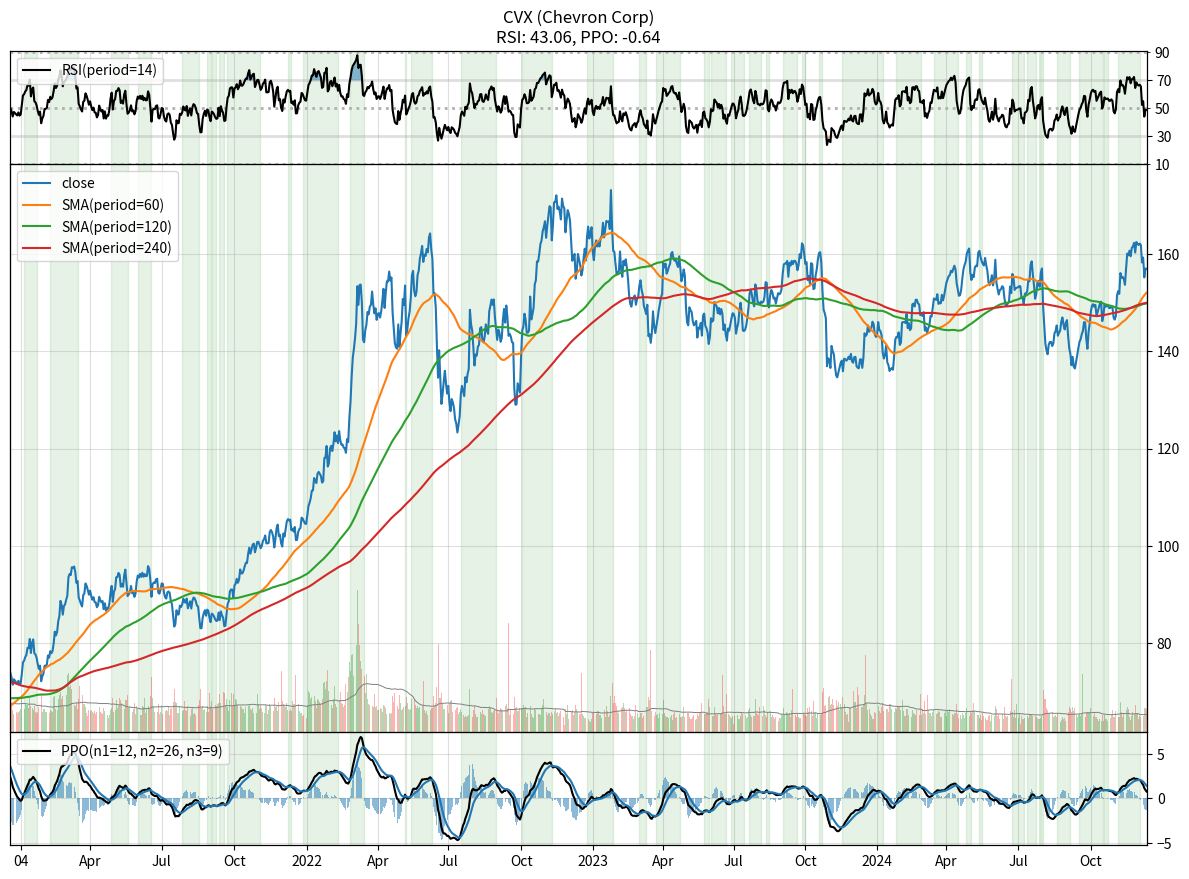 CVX (Chevron Corp)
RSI: 43.06, PPO: -0.64
RSI(period=14)
90
70
50
30
10
close
SMA(period=60)
SMA(period=120)
SMA(period=240)
160
140
120
100
80
PPO(n1=12, n2=26, n3=9)
5
0
−5
04 Apr Jul Oct 2022 Apr Jul Oct 2023 Apr Jul Oct 2024 Apr Jul Oct